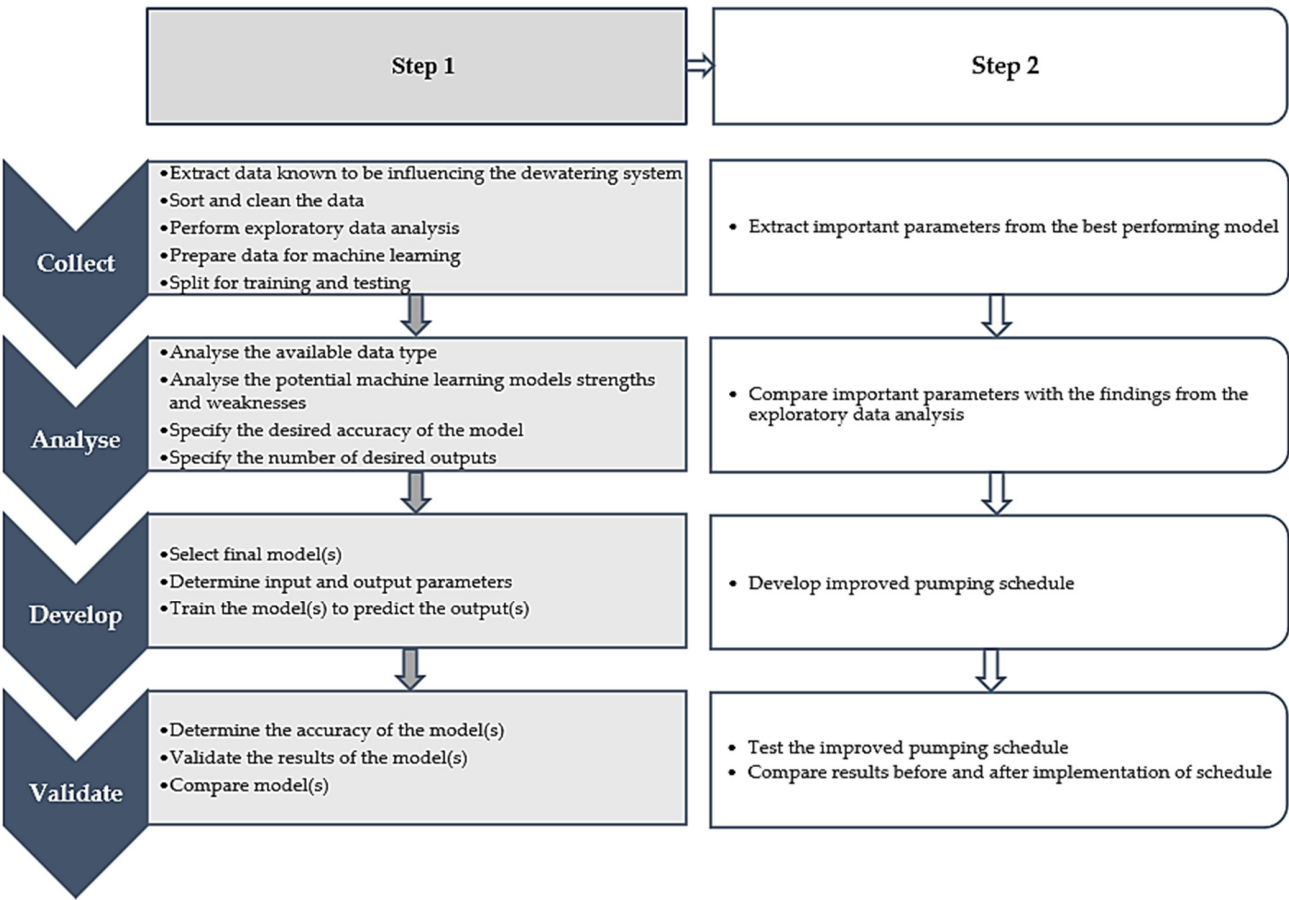 Step 1
Step 2
Collect
•Extract data known to be influencing the dewatering system
•Sort and clean the data
•Perform exploratory data analysis
•Prepare data for machine learning
•Split for training and testing
• Extract important parameters from the best performing model
Analyse
•Analyse the available data type
•Analyse the potential machine learning models strengths
and weaknesses
•Specify the desired accuracy of the model
•Specify the number of desired outputs
• Compare important parameters with the findings from the
exploratory data analysis
Develop
•Select final model(s)
•Determine input and output parameters
•Train the model(s) to predict the output(s)
• Develop improved pumping schedule
Validate
•Determine the accuracy of the model(s)
•Validate the results of the model(s)
•Compare model(s)
• Test the improved pumping schedule
• Compare results before and after implementation of schedule